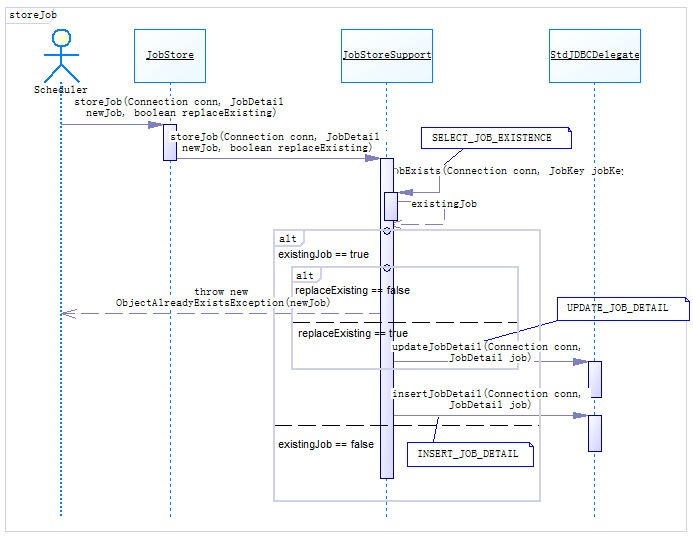 storeJob
JobStore
JobStoreSupport
StdJDBCDelegate
Scheduler
storeJob(Connection conn, JobDetail
newJob, boolean replaceExisting)
storeJob(Connection conn, JobDetail
newJob, boolean replaceExisting)
SELECT_JOB_EXISTENCE
obExists(Connection conn, JobKey jobKey
existingJob
alt
existingJob == true
alt
replaceExisting == false
throw new
ObjectAlreadyExistsException(newJob)
UPDATE_JOB_DETAIL
replaceExisting == true
updateJobDetail(Connection conn,
JobDetail job)
insertJobDetail(Connection conn,
JobDetail job)
existingJob == false
INSERT_JOB_DETAIL